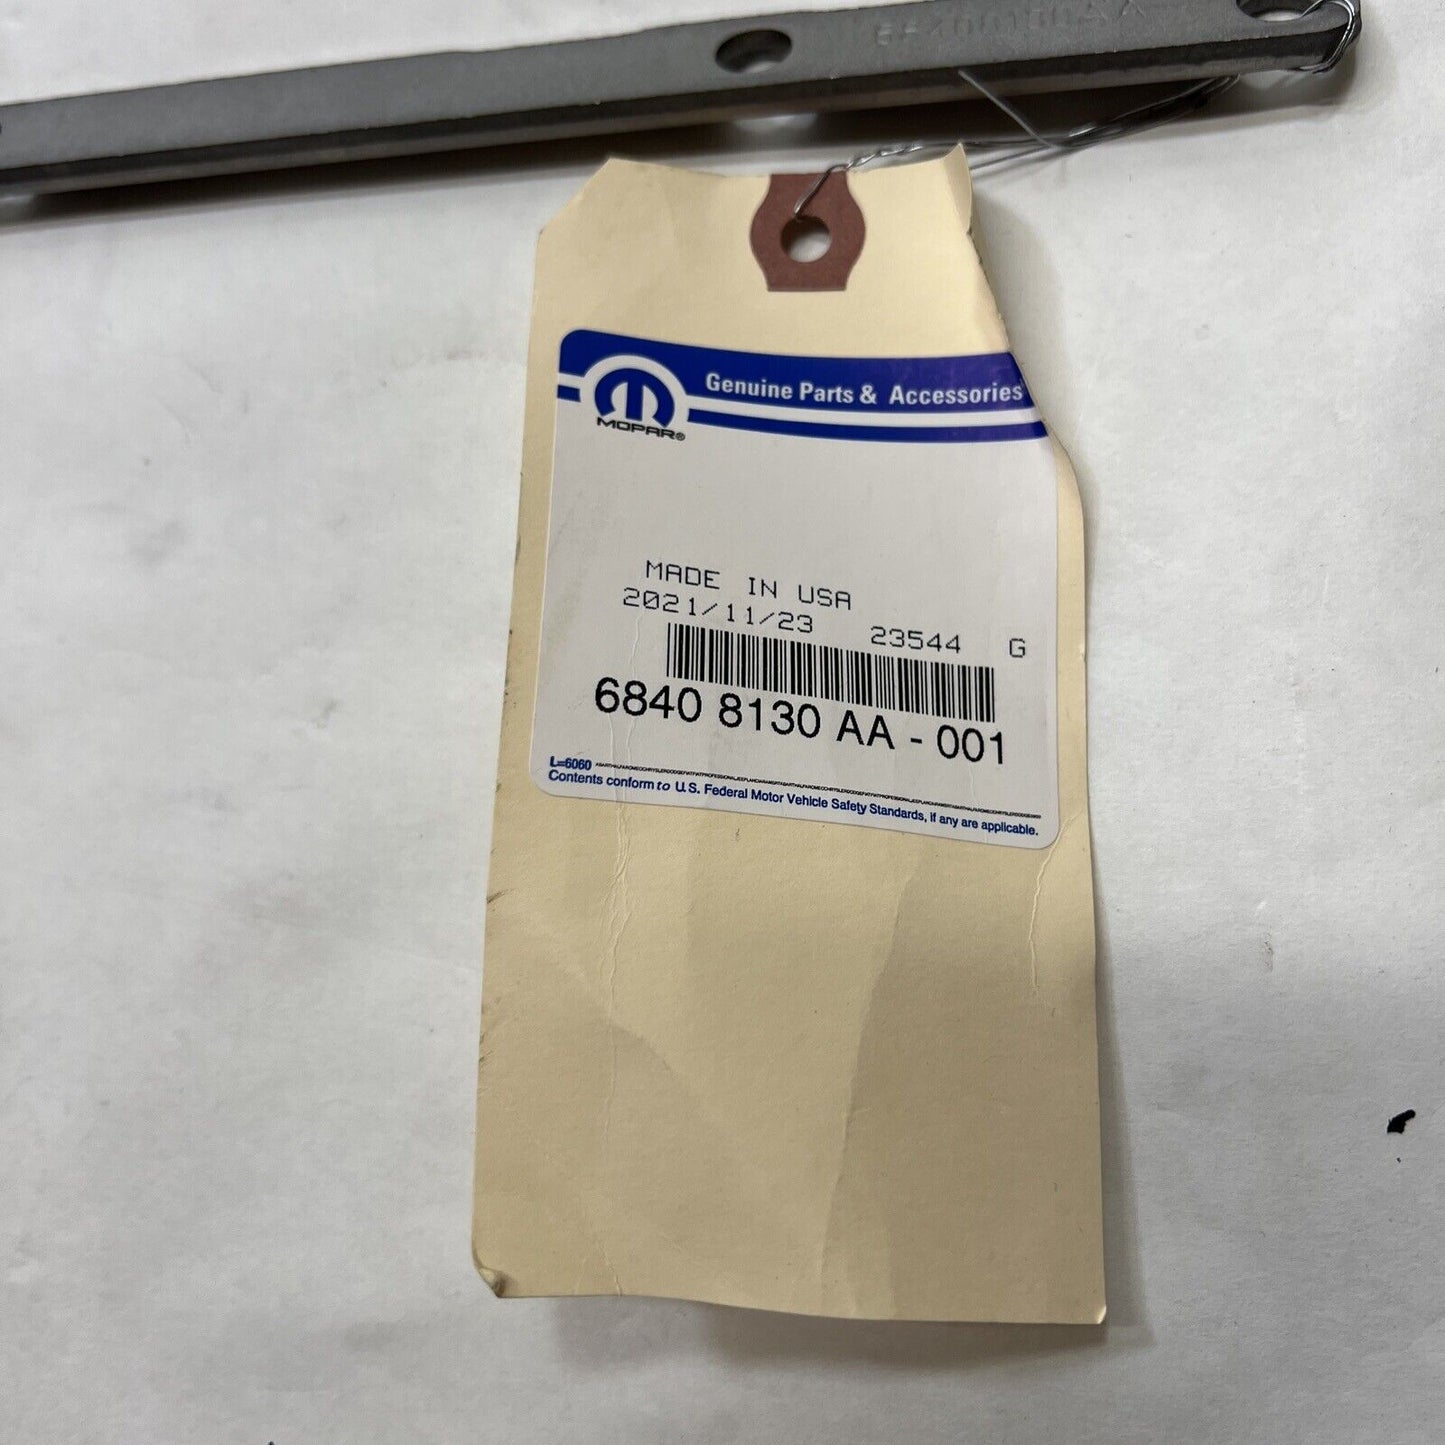 Genuine Parts & Accessories
MOPAR®
MADE IN USA
2021/11/23 23544 G
6840 8130 AA - 001
L=6060
Contents conform to U.S. Federal Motor Vehicle Safety Standards, if any are applicable.